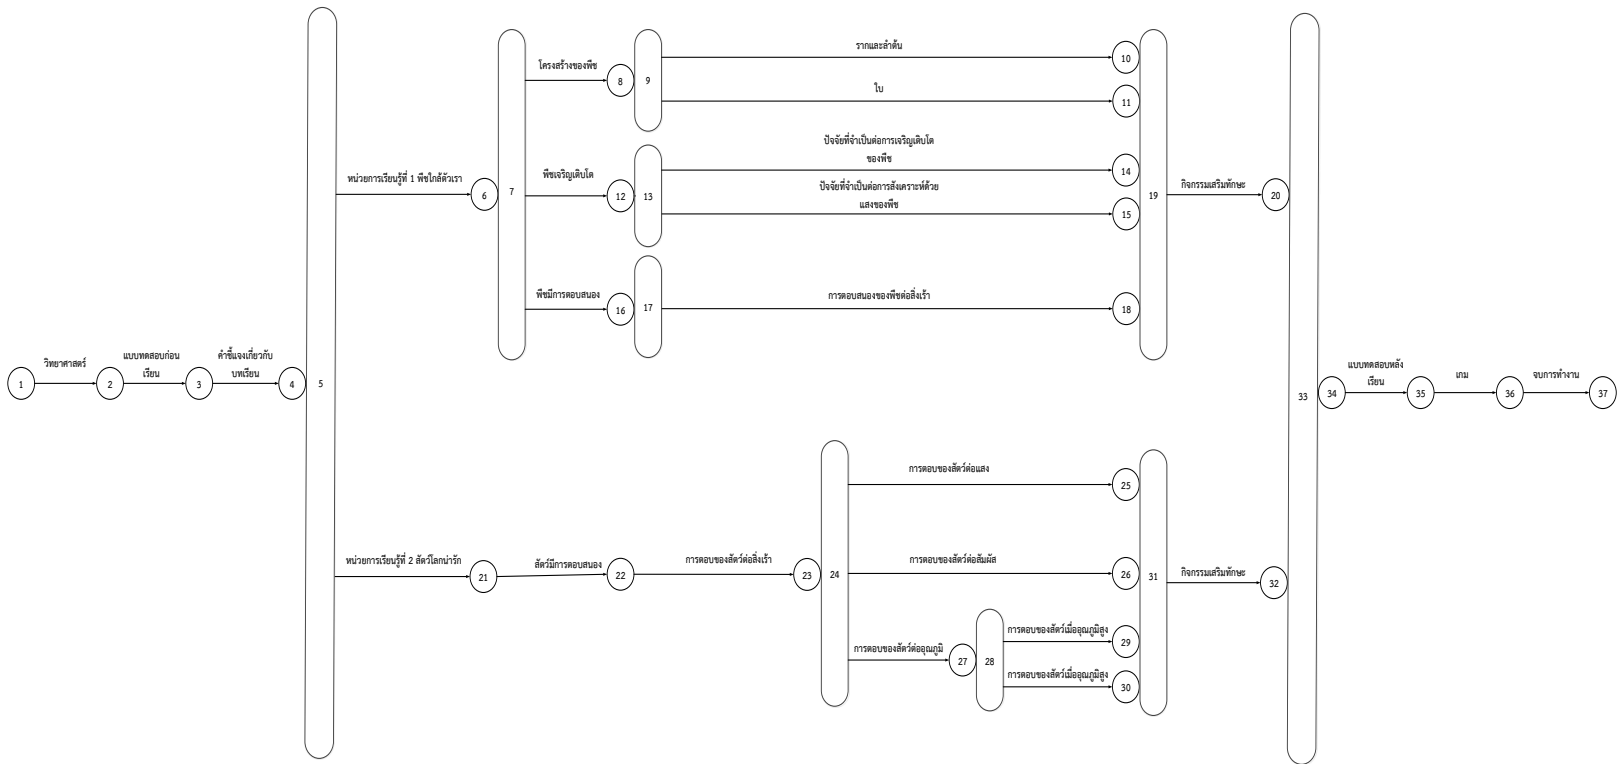 1
วิทยาศาสตร์
2
แบบทดสอบก่อน
เรียน
3
คำชี้แจงเกี่ยวกับ
บทเรียน
4
5
หน่วยการเรียนรู้ที่ 1 พืชใกล้ตัวเรา
6
7
โครงสร้างของพืช
8
9
รากและลำต้น
10
ใบ
11
พืชเจริญเติบโต
12
13
ปัจจัยที่จำเป็นต่อการเจริญเติบโต
ของพืช
14
ปัจจัยที่จำเป็นต่อการสังเคราะห์ด้วย
แสงของพืช
15
พืชมีการตอบสนอง
16
17
การตอบสนองของพืชต่อสิ่งเร้า
18
19
กิจกรรมเสริมทักษะ
20
หน่วยการเรียนรู้ที่ 2 สัตว์โลกน่ารัก
21
สัตว์มีการตอบสนอง
22
การตอบของสัตว์ต่อสิ่งเร้า
23
24
การตอบของสัตว์ต่อแสง
25
การตอบของสัตว์ต่อสัมผัส
26
การตอบของสัตว์ต่ออุณภูมิ
27
28
การตอบของสัตว์เมื่ออุณภูมิสูง
29
การตอบของสัตว์เมื่ออุณภูมิสูง
30
31
กิจกรรมเสริมทักษะ
32
33
34
แบบทดสอบหลัง
เรียน
35
เกม
36
จบการทำงาน
37